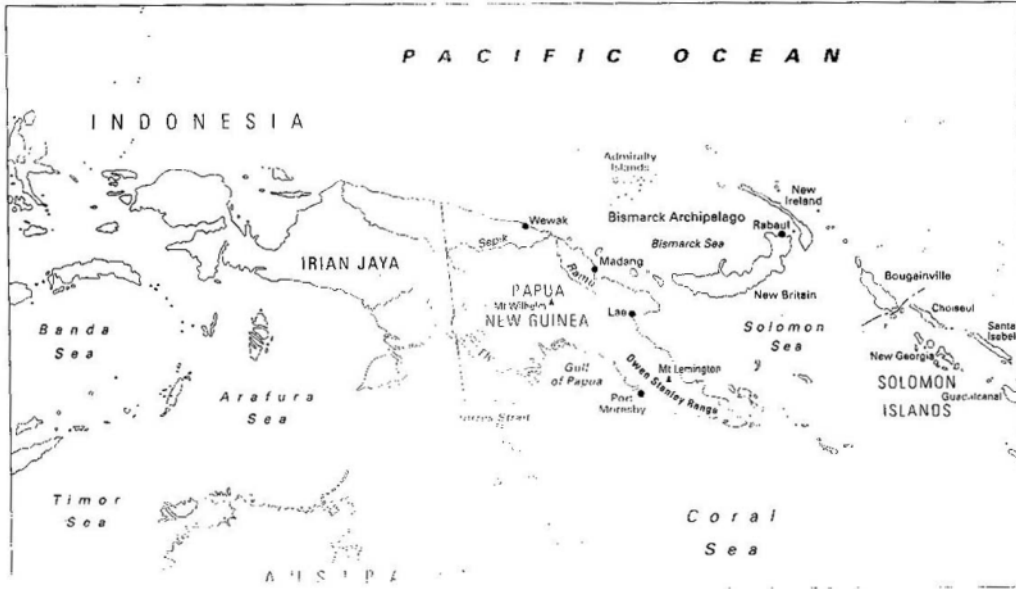 PACIFIC OCEAN
INDONESIA
Admiralty
Islands
New
Ireland
Bismarck Archipelago
Rabaul
Wewak
Bismarck Sea
Sepik
IRIAN JAYA
Madang
Ramu
Bougainville
PAPUA
New Britain
Mt Wilhelm
NEW GUINEA
Choiseul
Lae
Banda
Sea
Solomon
Sea
Santa
Isebel
New Georgia
Gulf
of Papua
Mt Lemington
SOLOMON
ISLANDS
Owen Stanley Range
Arafura
Sea
Port
Moresby
Guadalcanal
Timor
Sea
Coral
Sea